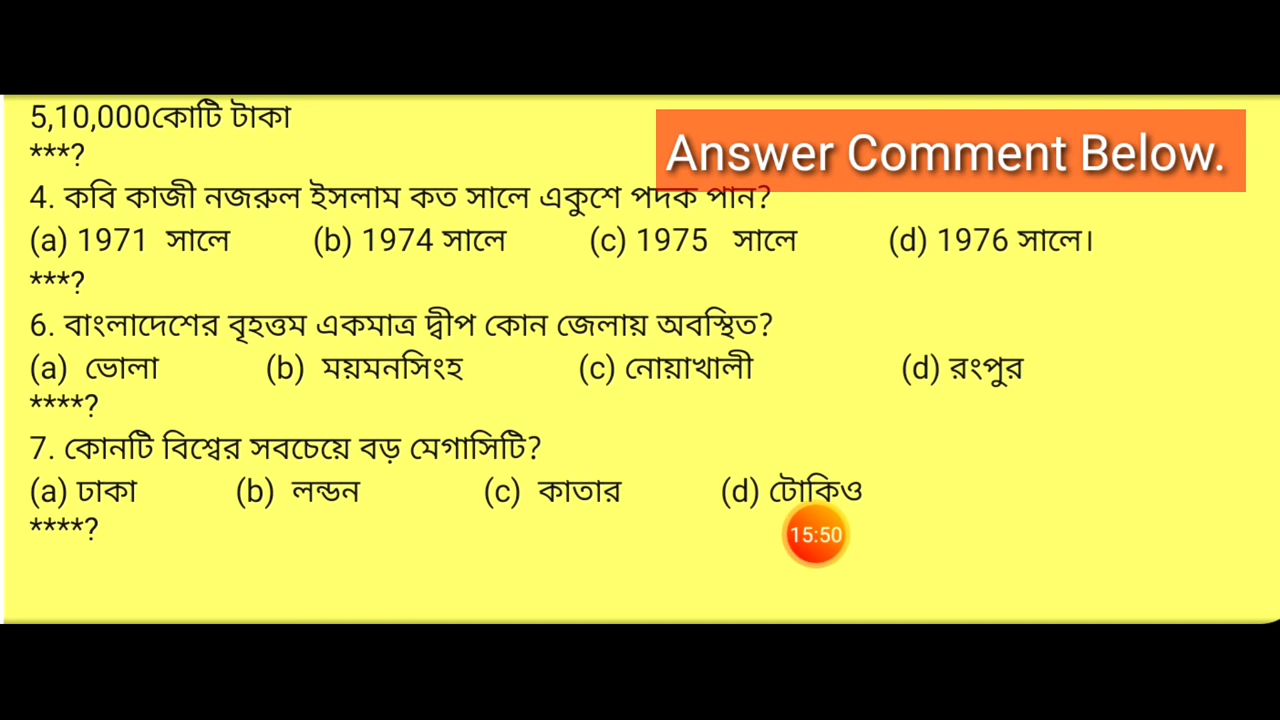 5,10,000কোটি টাকা
Answer Comment Below.
***?
4. কবি কাজী নজরুল ইসলাম কত সালে একুশে পদক পান?
(a) 1971 সালে (b) 1974 সালে (c) 1975 সালে (d) 1976 সালে।
***?
6. বাংলাদেশের বৃহত্তম একমাত্র দ্বীপ কোন জেলায় অবস্থিত?
(a) ভোলা (b) ময়মনসিংহ (c) নোয়াখালী (d) রংপুর
****?
7. কোনটি বিশ্বের সবচেয়ে বড় মেগাসিটি?
(a) ঢাকা (b) লন্ডন (c) কাতার (d) টোকিও
****?
15:50